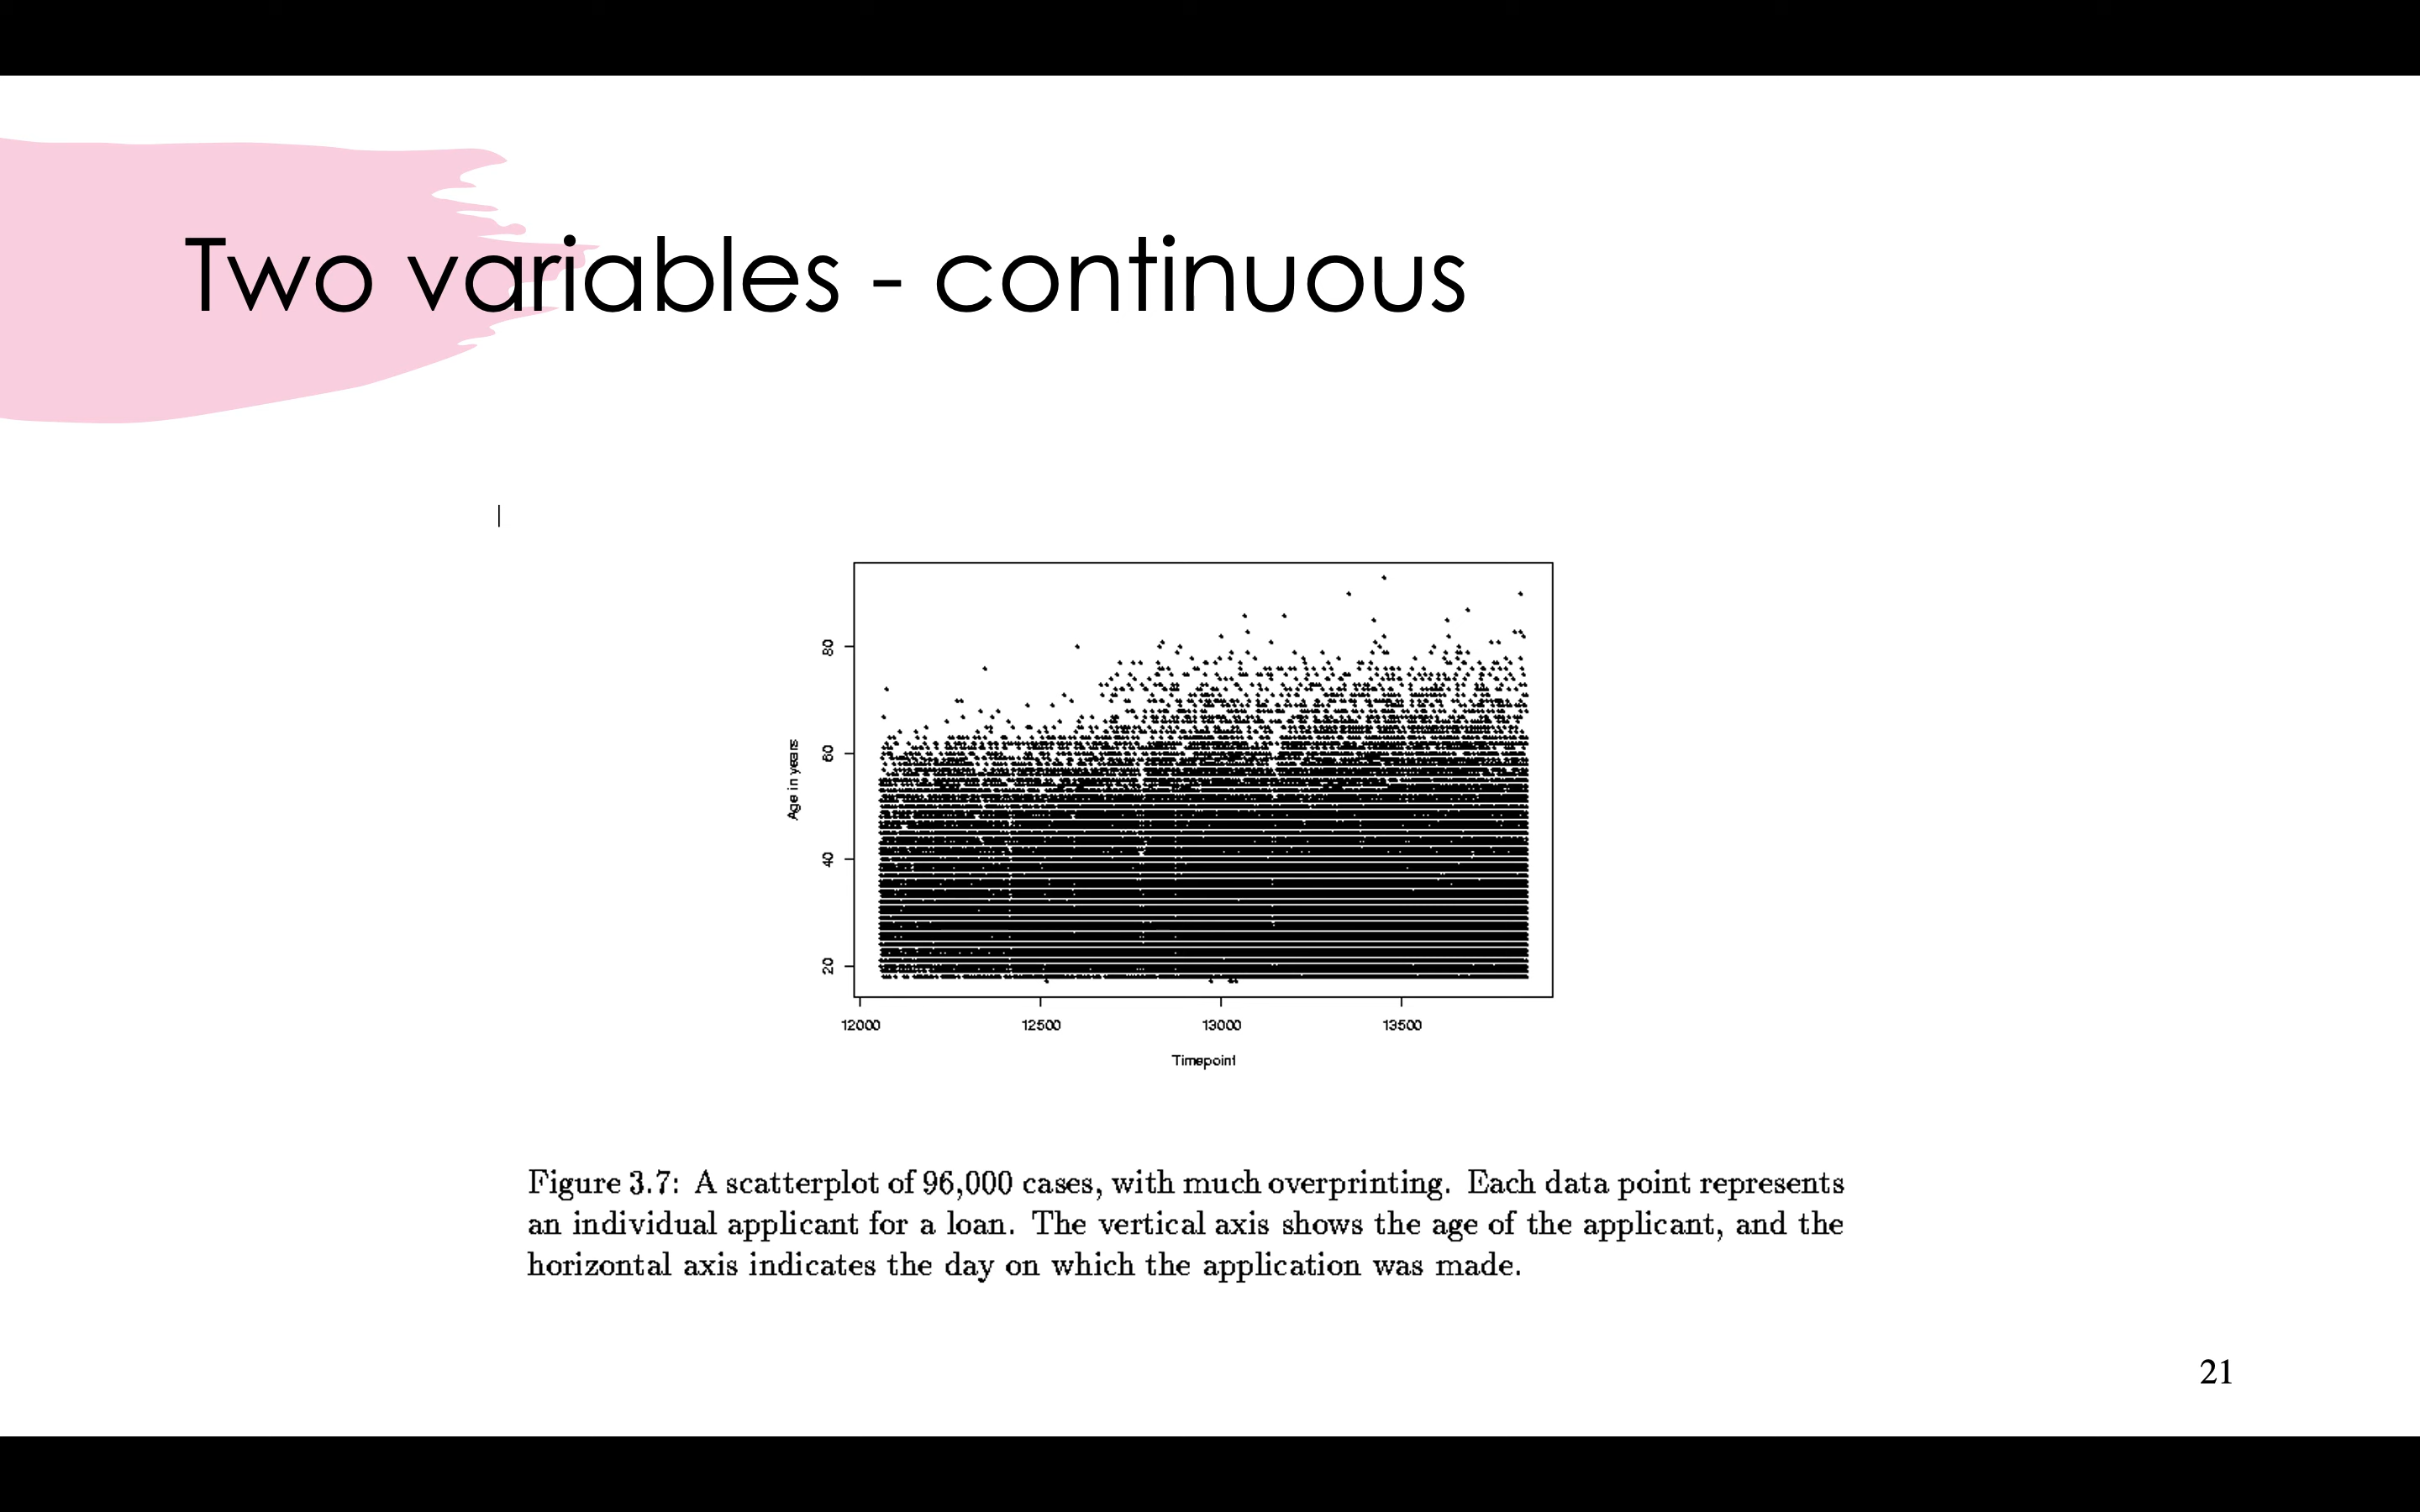 Two variables - continuous
80
60
40
20
Age in years
12000 12500 13000 13500
Timepoint
Figure 3.7: A scatterplot of 96,000 cases, with much overprinting. Each data point represents
an individual applicant for a loan. The vertical axis shows the age of the applicant, and the
horizontal axis indicates the day on which the application was made.
21